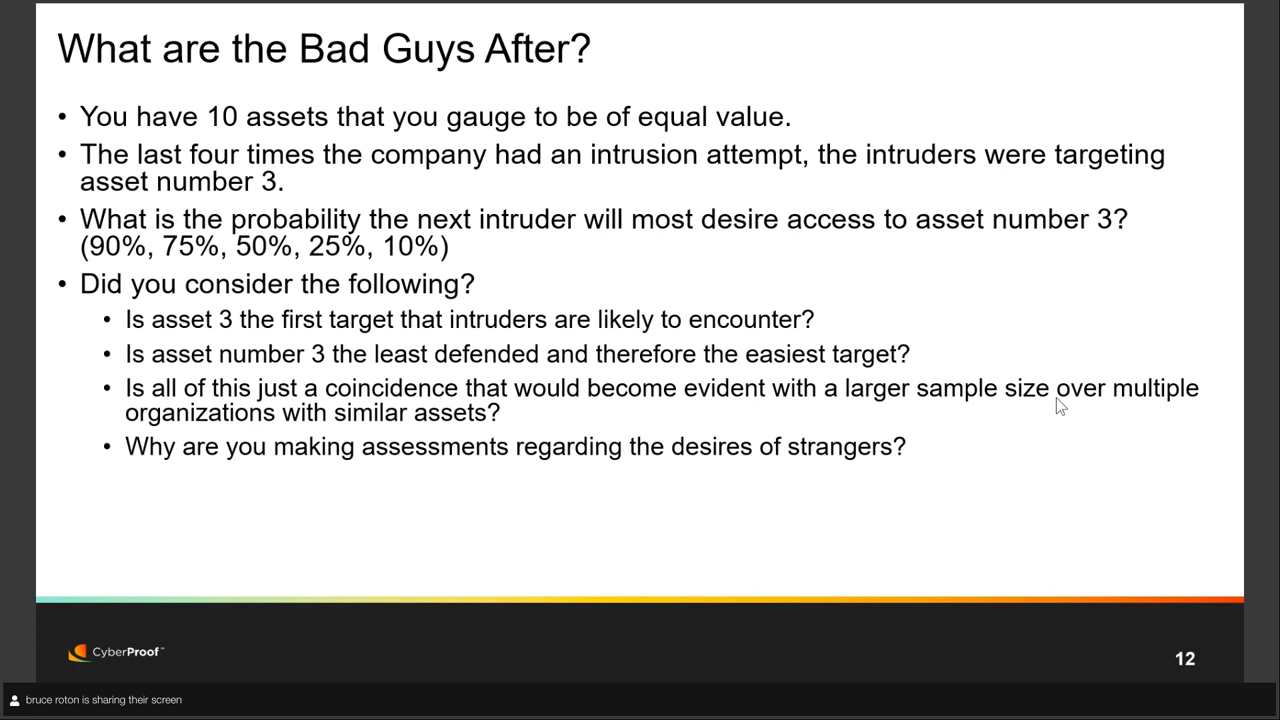 What are the Bad Guys After?
• You have 10 assets that you gauge to be of equal value.
• The last four times the company had an intrusion attempt, the intruders were targeting
asset number 3.
• What is the probability the next intruder will most desire access to asset number 3?
(90%, 75%, 50%, 25%, 10%)
• Did you consider the following?
• Is asset 3 the first target that intruders are likely to encounter?
• Is asset number 3 the least defended and therefore the easiest target?
• Is all of this just a coincidence that would become evident with a larger sample size over multiple
organizations with similar assets?
• Why are you making assessments regarding the desires of strangers?
CyberProof™
12
bruce roton is sharing their screen